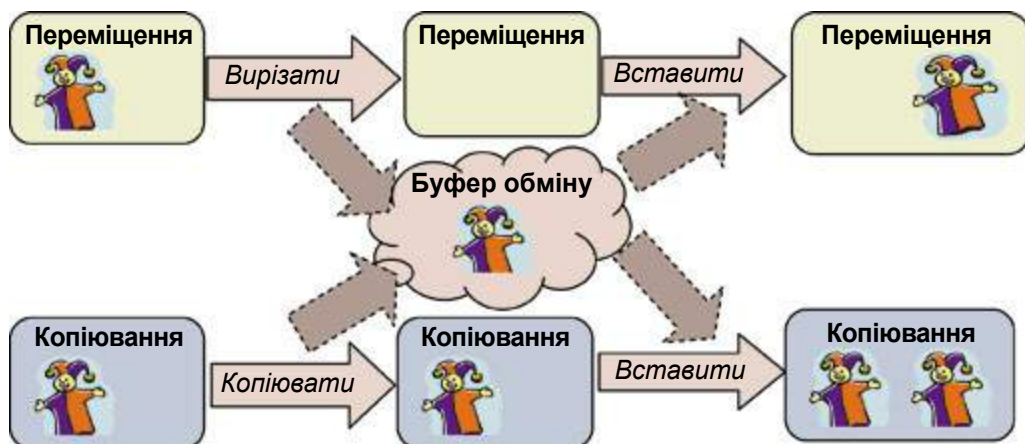 Переміщення
Вирізати
Переміщення
Вставити
Переміщення
Буфер обміну
Копіювання
Копіювати
Копіювання
Вставити
Копіювання